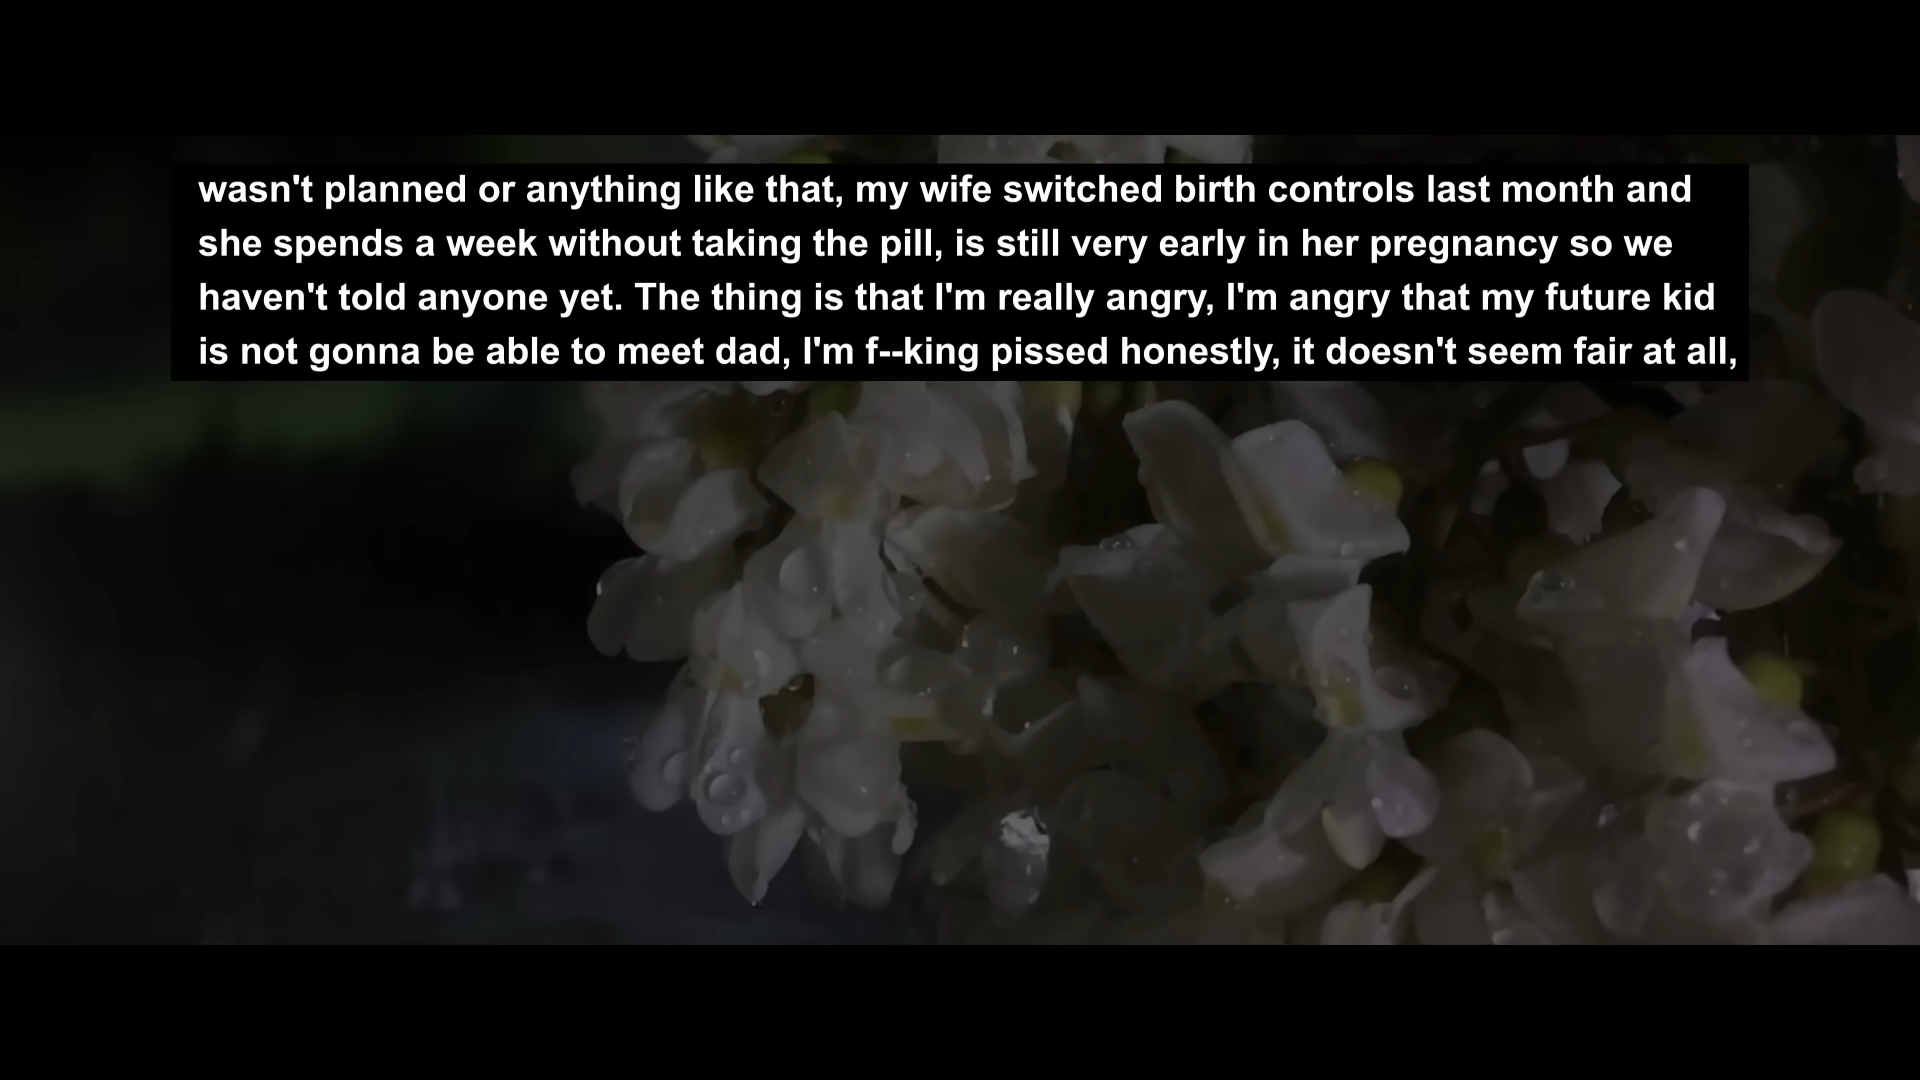 wasn't planned or anything like that, my wife switched birth controls last month and
she spends a week without taking the pill, is still very early in her pregnancy so we
haven't told anyone yet. The thing is that I'm really angry, I'm angry that my future kid
is not gonna be able to meet dad, I'm f--king pissed honestly, it doesn't seem fair at all,